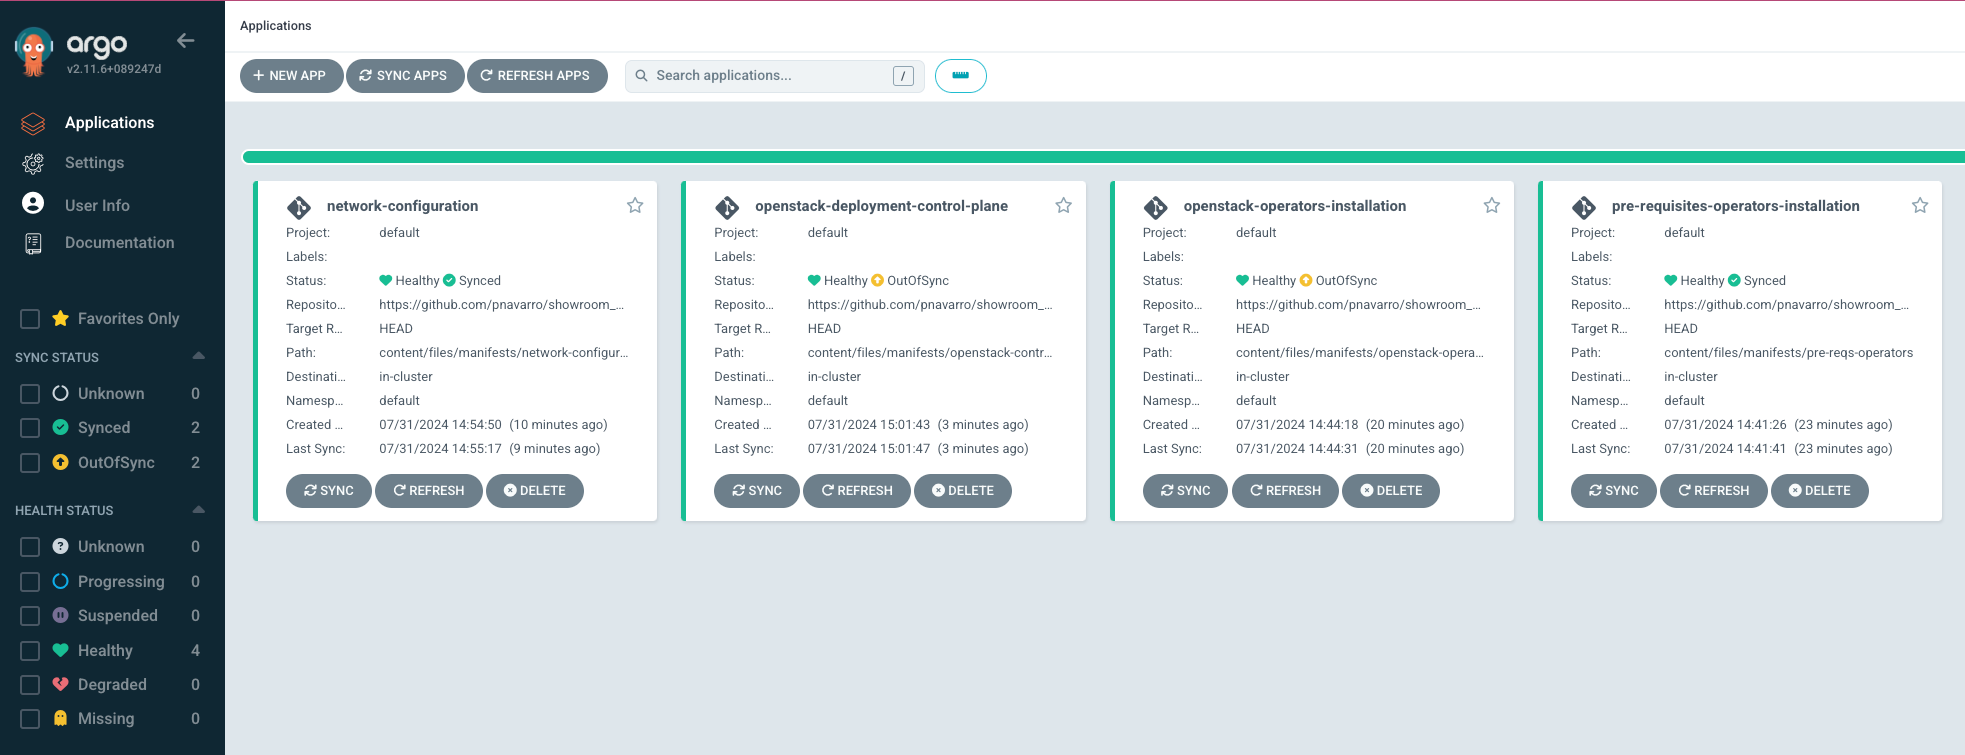 argo
v2.11.6+089247d
Applications
Settings
User Info
Documentation
Favorites Only
SYNC STATUS
Unknown 0
Synced 2
OutOfSync 2
HEALTH STATUS
Unknown 0
Progressing 0
Suspended 0
Healthy 4
Degraded 0
Missing 0
Applications
NEW APP SYNC APPS REFRESH APPS Search applications... /
network-configuration
Project: default
Labels:
Status: Healthy Synced
Reposito... https://github.com/pnavarro/showroom_...
Target R... HEAD
Path: content/files/manifests/network-configur...
Destinati... in-cluster
Namesp... default
Created ... 07/31/2024 14:54:50 (10 minutes ago)
Last Sync: 07/31/2024 14:55:17 (9 minutes ago)
SYNC REFRESH DELETE
openstack-deployment-control-plane
Project: default
Labels:
Status: Healthy OutOfSync
Reposito... https://github.com/pnavarro/showroom_...
Target R... HEAD
Path: content/files/manifests/openstack-contr...
Destinati... in-cluster
Namesp... default
Created ... 07/31/2024 15:01:43 (3 minutes ago)
Last Sync: 07/31/2024 15:01:47 (3 minutes ago)
SYNC REFRESH DELETE
openstack-operators-installation
Project: default
Labels:
Status: Healthy OutOfSync
Reposito... https://github.com/pnavarro/showroom_...
Target R... HEAD
Path: content/files/manifests/openstack-opera...
Destinati... in-cluster
Namesp... default
Created ... 07/31/2024 14:44:18 (20 minutes ago)
Last Sync: 07/31/2024 14:44:31 (20 minutes ago)
SYNC REFRESH DELETE
pre-requisites-operators-installation
Project: default
Labels:
Status: Healthy Synced
Reposito... https://github.com/pnavarro/showroom_...
Target R... HEAD
Path: content/files/manifests/pre-reqs-operators
Destinati... in-cluster
Namesp... default
Created ... 07/31/2024 14:41:26 (23 minutes ago)
Last Sync: 07/31/2024 14:41:41 (23 minutes ago)
SYNC REFRESH DELETE